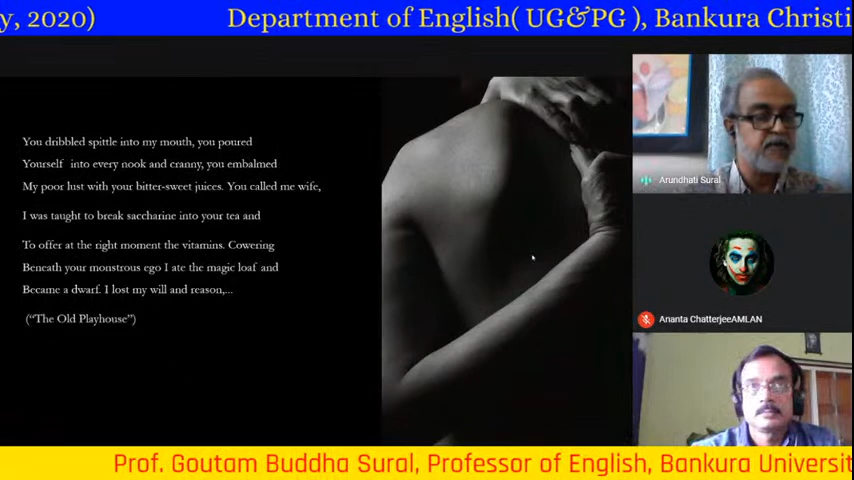 y, 2020) Department of English( UG&PG ), Bankura Christi
You dribbled spittle into my mouth, you poured
Yourself into every nook and cranny, you embalmed
My poor lust with your bitter-sweet juices. You called me wife,
I was taught to break saccharine into your tea and
To offer at the right moment the vitamins. Cowering
Beneath your monstrous ego I ate the magic loaf and
Became a dwarf. I lost my will and reason,...
(“The Old Playhouse”)
Arundhati Sural
Ananta ChatterjeeAMLAN
Prof. Goutam Buddha Sural, Professor of English, Bankura Universit